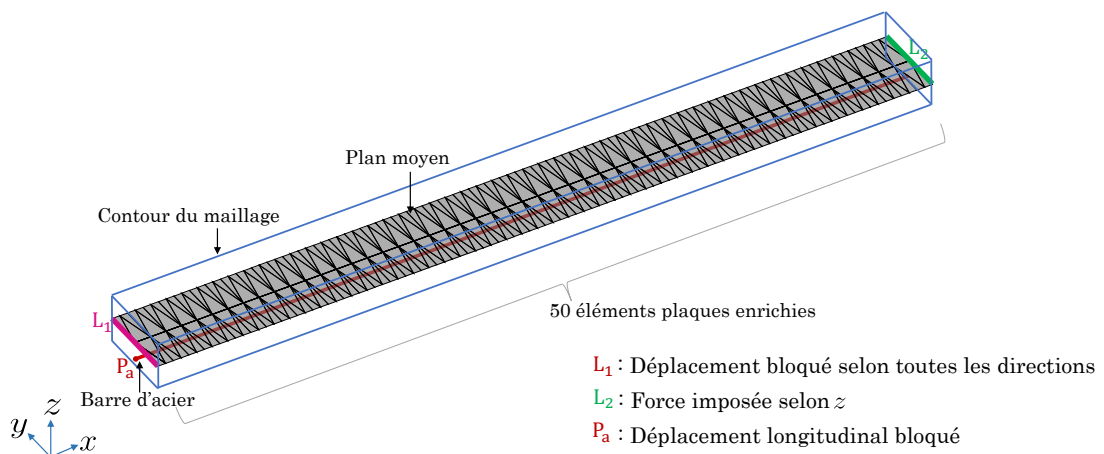 L₂
Plan moyen
Contour du maillage
L₁
50 éléments plaques enrichies
Pₐ
Barre d'acier
L₁ : Déplacement bloqué selon toutes les directions
L₂ : Force imposée selon z
Pₐ : Déplacement longitudinal bloqué
z
y
x